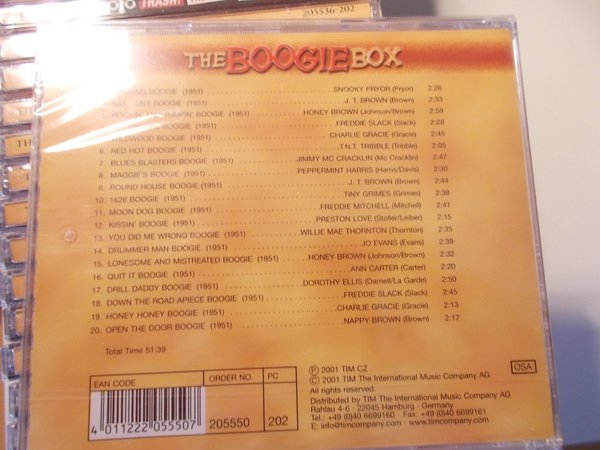 TRASH!
205536-202
THE BOOGIE BOX
BOOGIE (1951) SNOOKY PRYOR (Pryor) 2:26
SAX - ONY BOOGIE (1951) J. T. BROWN (Brown) 2:33
3. ROCKIN' JUMPIN' BOOGIE (1951) HONEY BROWN (Johnson/Brown) 2:59
BOOGIE (1951) FREDDIE SLACK (Slack) 2:28
WILDWOOD BOOGIE (1951) CHARLIE GRACIE (Gracie) 2:45
6. RED HOT BOOGIE (1951) T.N.T. TRIBBLE (Tribble) 2:05
7. BLUES BLASTERS BOOGIE (1951) JIMMY MC CRACKLIN (Mc Cracklin) 2:47
8. MAGGIE'S BOOGIE (1951) PEPPERMINT HARRIS (Harris/Davis) 2:30
9. ROUND HOUSE BOOGIE (1951) J. T. BROWN (Brown) 2:44
10. 1626 BOOGIE (1951) TINY GRIMES (Grimes) 2:38
11. MOON DOG BOOGIE (1951) FREDDIE MITCHELL (Mitchell) 2:41
12. KISSIN' BOOGIE (1951) PRESTON LOVE (Stoller/Leiber) 2:15
13. YOU DID ME WRONG BOOGIE (1951) WILLIE MAE THORNTON (Thornton) 2:35
14. DRUMMER MAN BOOGIE (1951) JO EVANS (Evans) 2:39
15. LONESOME AND MISTREATED BOOGIE (1951) HONEY BROWN (Johnson/Brown) 2:32
16. QUIT IT BOOGIE (1951) ANN CARTER (Carter) 2:20
17. DRILL DADDY BOOGIE (1951) DOROTHY ELLIS (Darnell/La Garde) 2:50
18. DOWN THE ROAD APIECE BOOGIE (1951) FREDDIE SLACK (Slack) 2:45
19. HONEY HONEY BOOGIE (1951) CHARLIE GRACIE (Gracie) 2:13
20. OPEN THE DOOR BOOGIE (1951) NAPPY BROWN (Brown) 2:17
Total Time 51:39
EAN CODE ORDER NO. PC
4 011222 055507 205550 202
℗ 2001 TIM CZ
© 2001 TIM The International Music Company AG
All rights reserved.
OSA
Distributed by TIM The International Music Company AG
Rahlau 4-6 - 22045 Hamburg - Germany
Tel.: +49 (0)40 6699160 - Fax: +49 (0)40 6699161
E: info@timcompany.com - www.timcompany.com